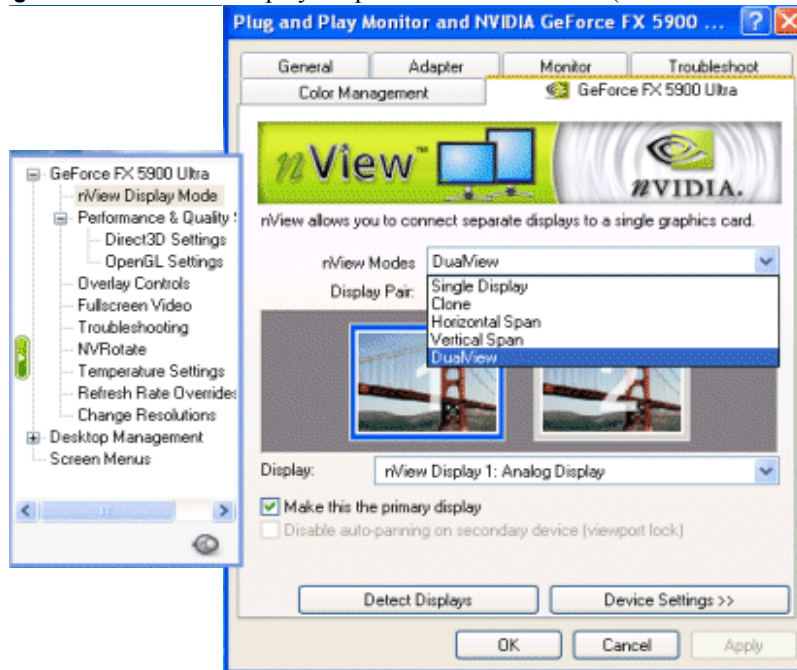 Plug and Play Monitor and NVIDIA GeForce FX 5900 ...
General Adapter Monitor Troubleshoot
Color Management GeForce FX 5900 Ultra
nView™
NVIDIA.
nView allows you to connect separate displays to a single graphics card.
nView Modes DualView
Display Pair:
Single Display
Clone
Horizontal Span
Vertical Span
DualView
1 2
Display: nView Display 1: Analog Display
Make this the primary display
Disable auto-panning on secondary device (viewport lock)
Detect Displays Device Settings >>
OK Cancel Apply
GeForce FX 5900 Ultra
nView Display Mode
Performance & Quality
Direct3D Settings
OpenGL Settings
Overlay Controls
Fullscreen Video
Troubleshooting
NVRotate
Temperature Settings
Refresh Rate Overrides
Change Resolutions
Desktop Management
Screen Menus